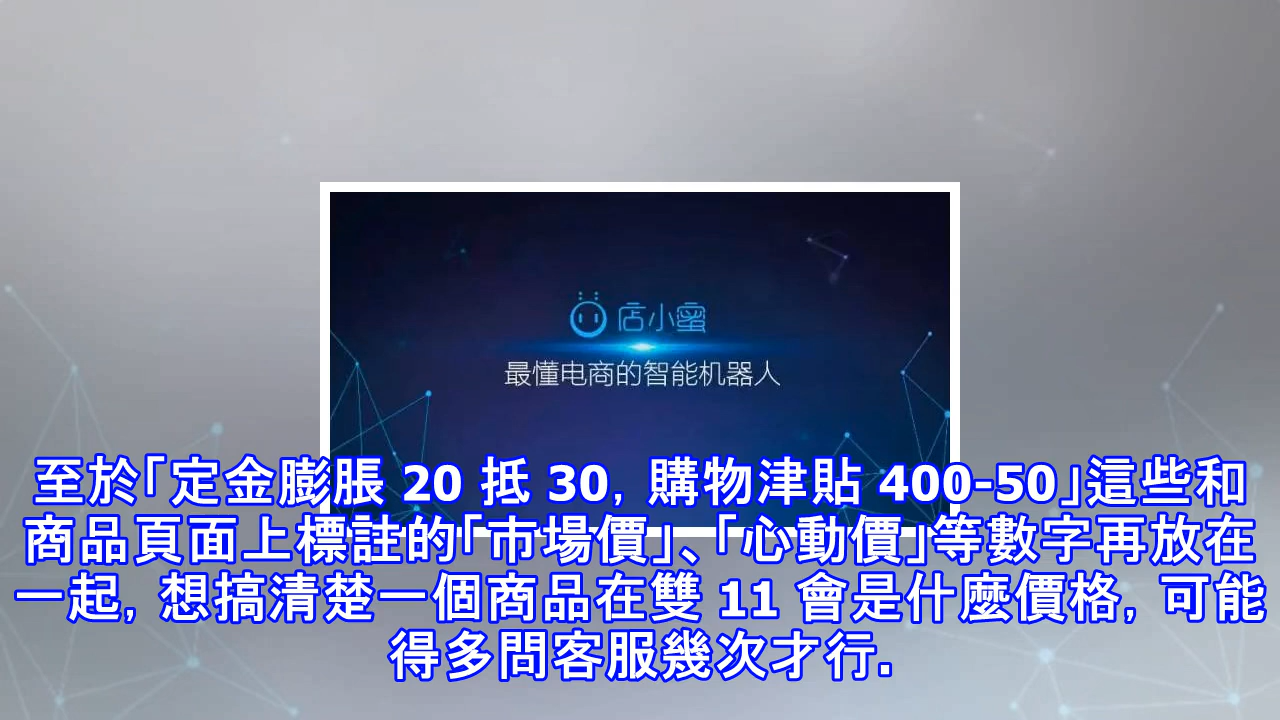 店小蜜
最懂电商的智能机器人
至於「定金膨脹 20 抵 30, 購物津貼 400-50」這些和
商品頁面上標註的「市場價」、「心動價」等數字再放在
一起, 想搞清楚一個商品在雙 11 會是什麼價格, 可能
得多問客服幾次才行.